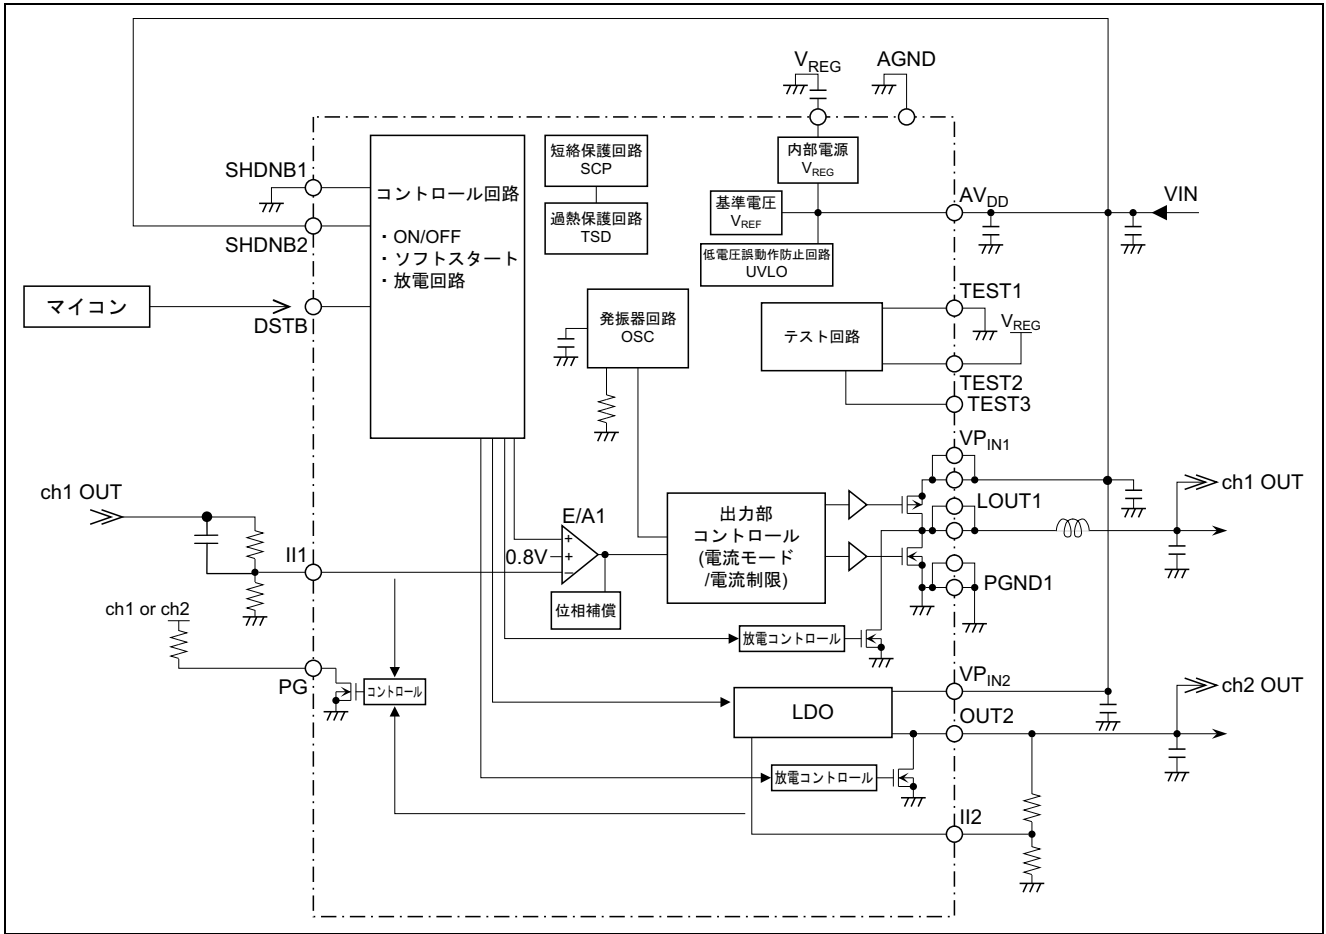 VREG
AGND
SHDNB1
SHDNB2
マイコン
DSTB
コントロール回路
・ON/OFF
・ソフトスタート
・放電回路
短絡保護回路
SCP
過熱保護回路
TSD
内部電源
VREG
基準電圧
VREF
低電圧誤動作防止回路
UVLO
AVDD
VIN
発振器回路
OSC
テスト回路
TEST1
VREG
TEST2
TEST3
VPIN1
ch1 OUT
LOUT1
PGND1
ch1 OUT
II1
E/A1
+
0.8V
+
−
位相補償
出力部
コントロール
(電流モード
/電流制限)
放電コントロール
ch1 or ch2
PG
コントロール
LDO
VPIN2
OUT2
ch2 OUT
放電コントロール
II2